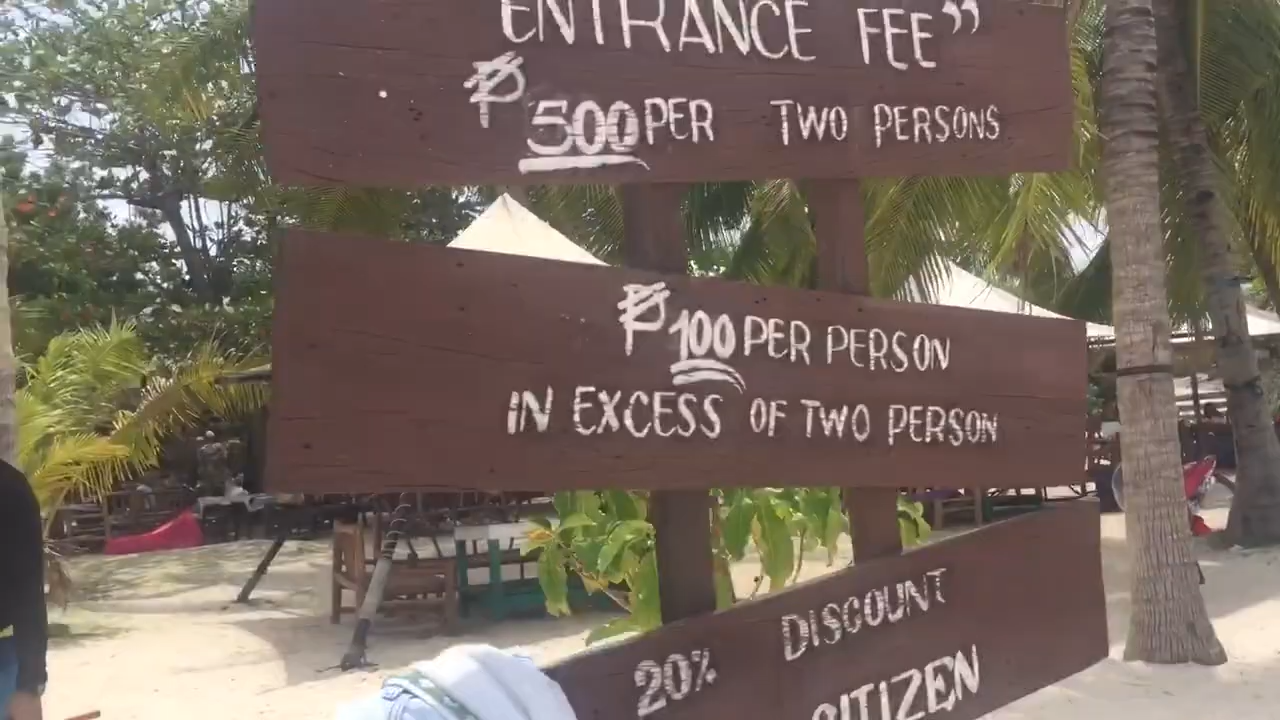 ENTRANCE FEE”
₱500 PER TWO PERSONS
₱100 PER PERSON
IN EXCESS OF TWO PERSON
20% DISCOUNT
CITIZEN